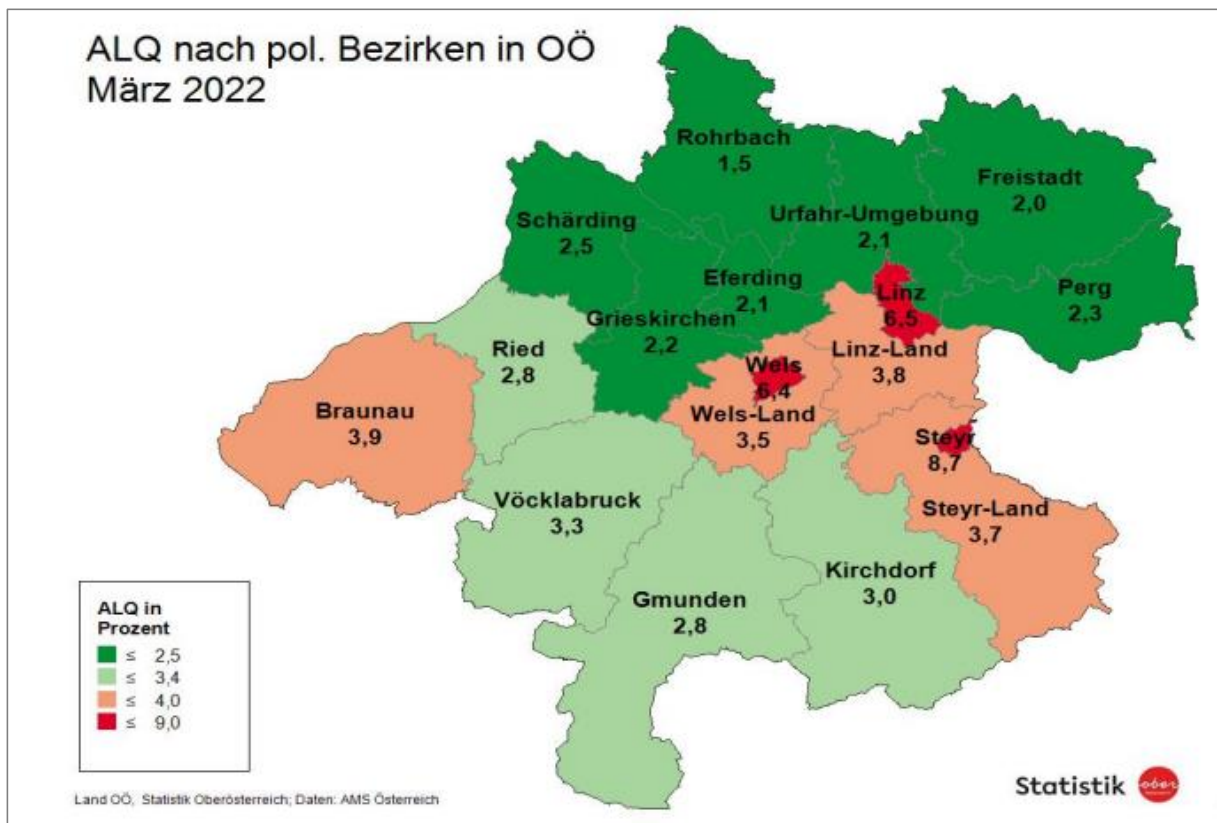 ALQ nach pol. Bezirken in OÖ
März 2022
Rohrbach
1,5
Freistadt
2,0
Schärding
2,5
Urfahr-Umgebung
2,1
Eferding
2,1
Linz
6,5
Perg
2,3
Grieskirchen
2,2
Ried
2,8
Linz-Land
3,8
Wels
6,4
Braunau
3,9
Wels-Land
3,5
Steyr
8,7
Vöcklabruck
3,3
Steyr-Land
3,7
Kirchdorf
3,0
Gmunden
2,8
ALQ in
Prozent
≤ 2,5
≤ 3,4
≤ 4,0
≤ 9,0
Land OÖ, Statistik Oberösterreich; Daten: AMS Österreich
Statistik
ober